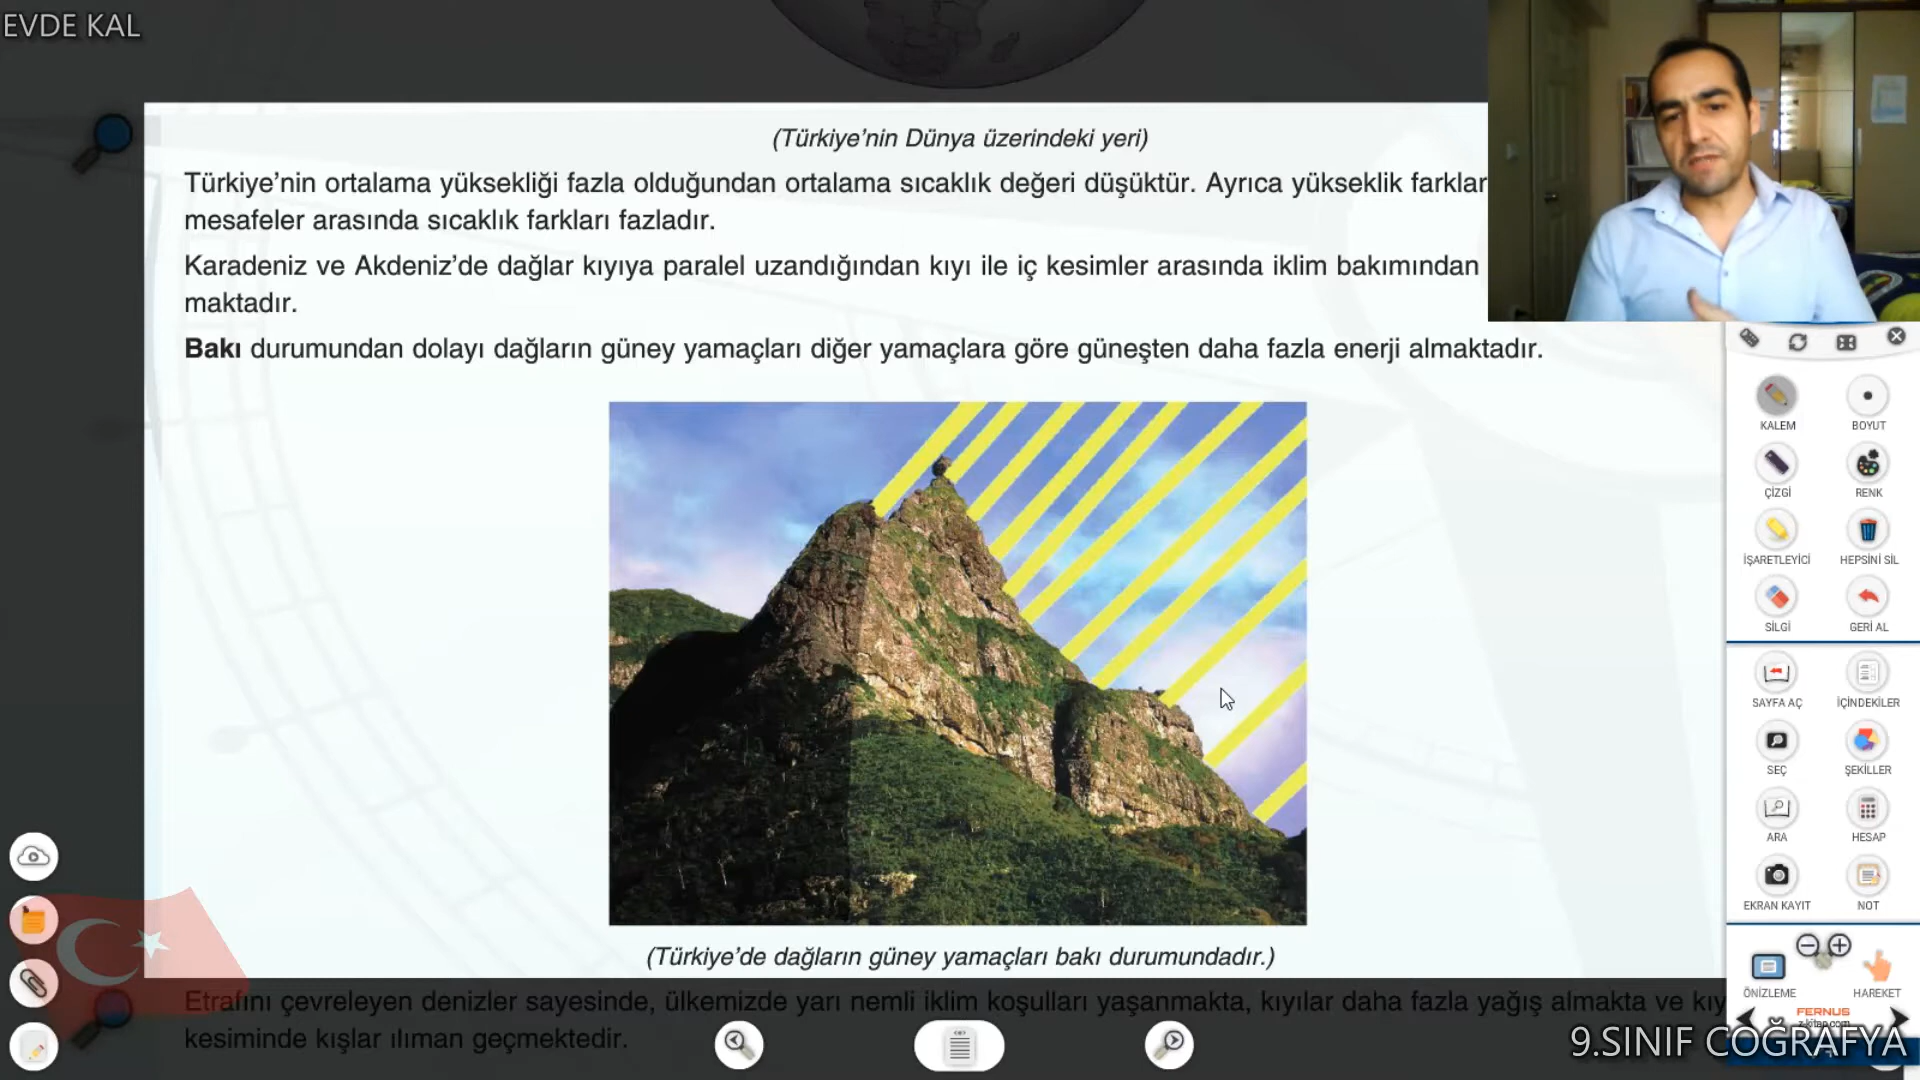 EVDE KAL
(Türkiye’nin Dünya üzerindeki yeri)
Türkiye’nin ortalama yüksekliği fazla olduğundan ortalama sıcaklık değeri düşüktür. Ayrıca yükseklik farklar
mesafeler arasında sıcaklık farkları fazladır.
Karadeniz ve Akdeniz’de dağlar kıyıya paralel uzandığından kıyı ile iç kesimler arasında iklim bakımından
maktadır.
Bakı durumundan dolayı dağların güney yamaçları diğer yamaçlara göre güneşten daha fazla enerji almaktadır.
(Türkiye’de dağların güney yamaçları bakı durumundadır.)
Etrafını çevreleyen denizler sayesinde, ülkemizde yarı nemli iklim koşulları yaşanmakta, kıyılar daha fazla yağış almakta ve kıy
kesiminde kışlar ılıman geçmektedir.
KALEM
BOYUT
ÇİZGİ
RENK
İŞARETLEYİCİ
HEPSİNİ SİL
SİLGİ
GERİ AL
SAYFA AÇ
İÇİNDEKİLER
SEÇ
ŞEKİLLER
ARA
HESAP
EKRAN KAYIT
NOT
ÖNİZLEME
HAREKET
FERNUS
z-kitap.com
9.SINIF COĞRAFYA